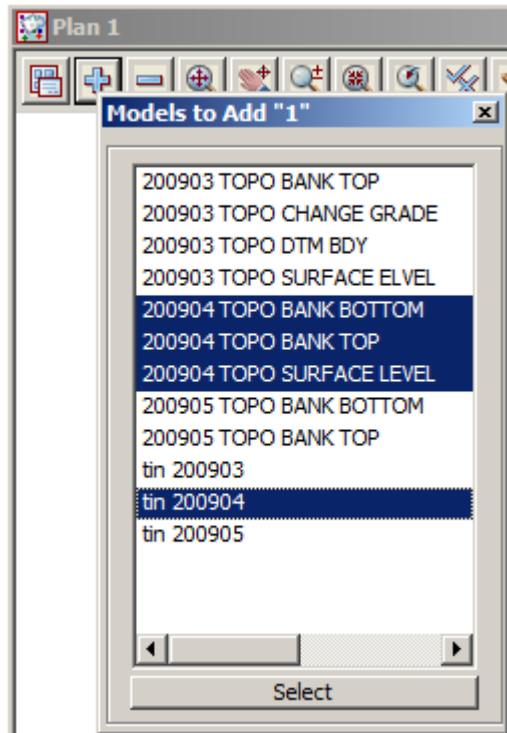 Plan 1
Models to Add "1"
200903 TOPO BANK TOP
200903 TOPO CHANGE GRADE
200903 TOPO DTM BDY
200903 TOPO SURFACE ELVEL
200904 TOPO BANK BOTTOM
200904 TOPO BANK TOP
200904 TOPO SURFACE LEVEL
200905 TOPO BANK BOTTOM
200905 TOPO BANK TOP
tin 200903
tin 200904
tin 200905
Select